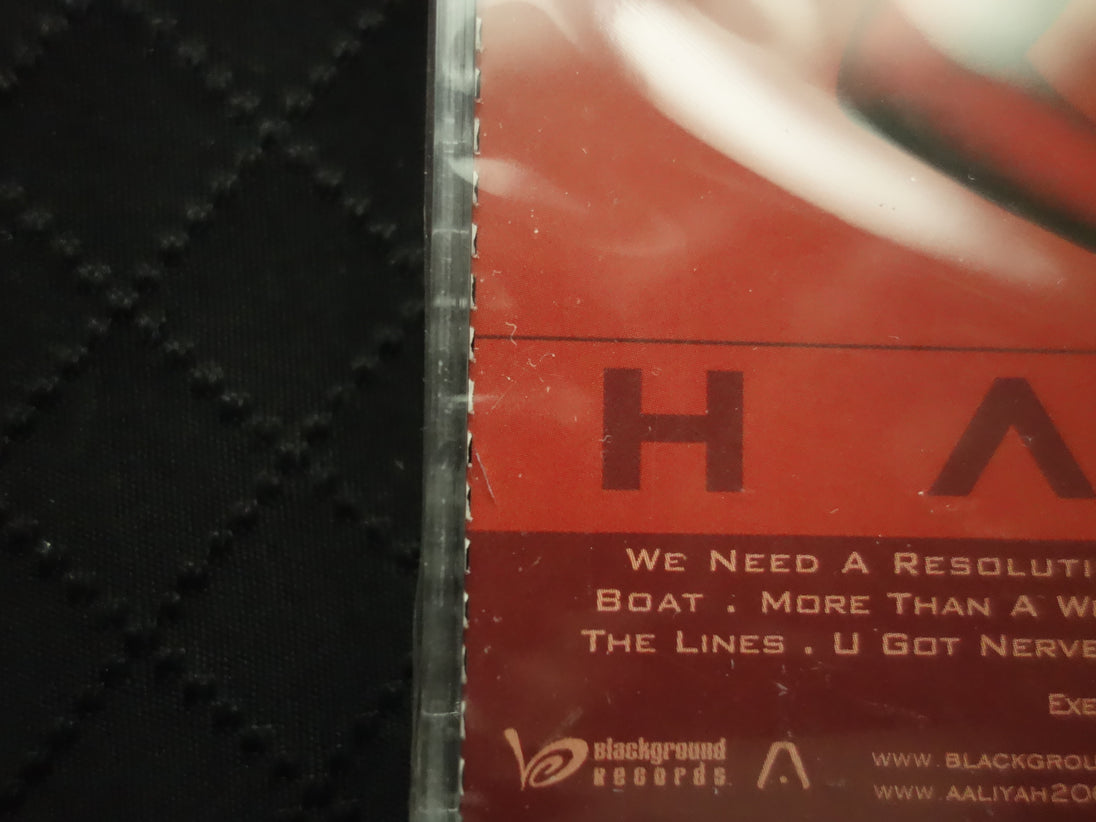 H Λ
WE NEED A RESOLUTI
BOAT . MORE THAN A W
THE LINES . U GOT NERVE
EXE
Blackground
Records
WWW.BLACKGROU
WWW.AALIYAH20